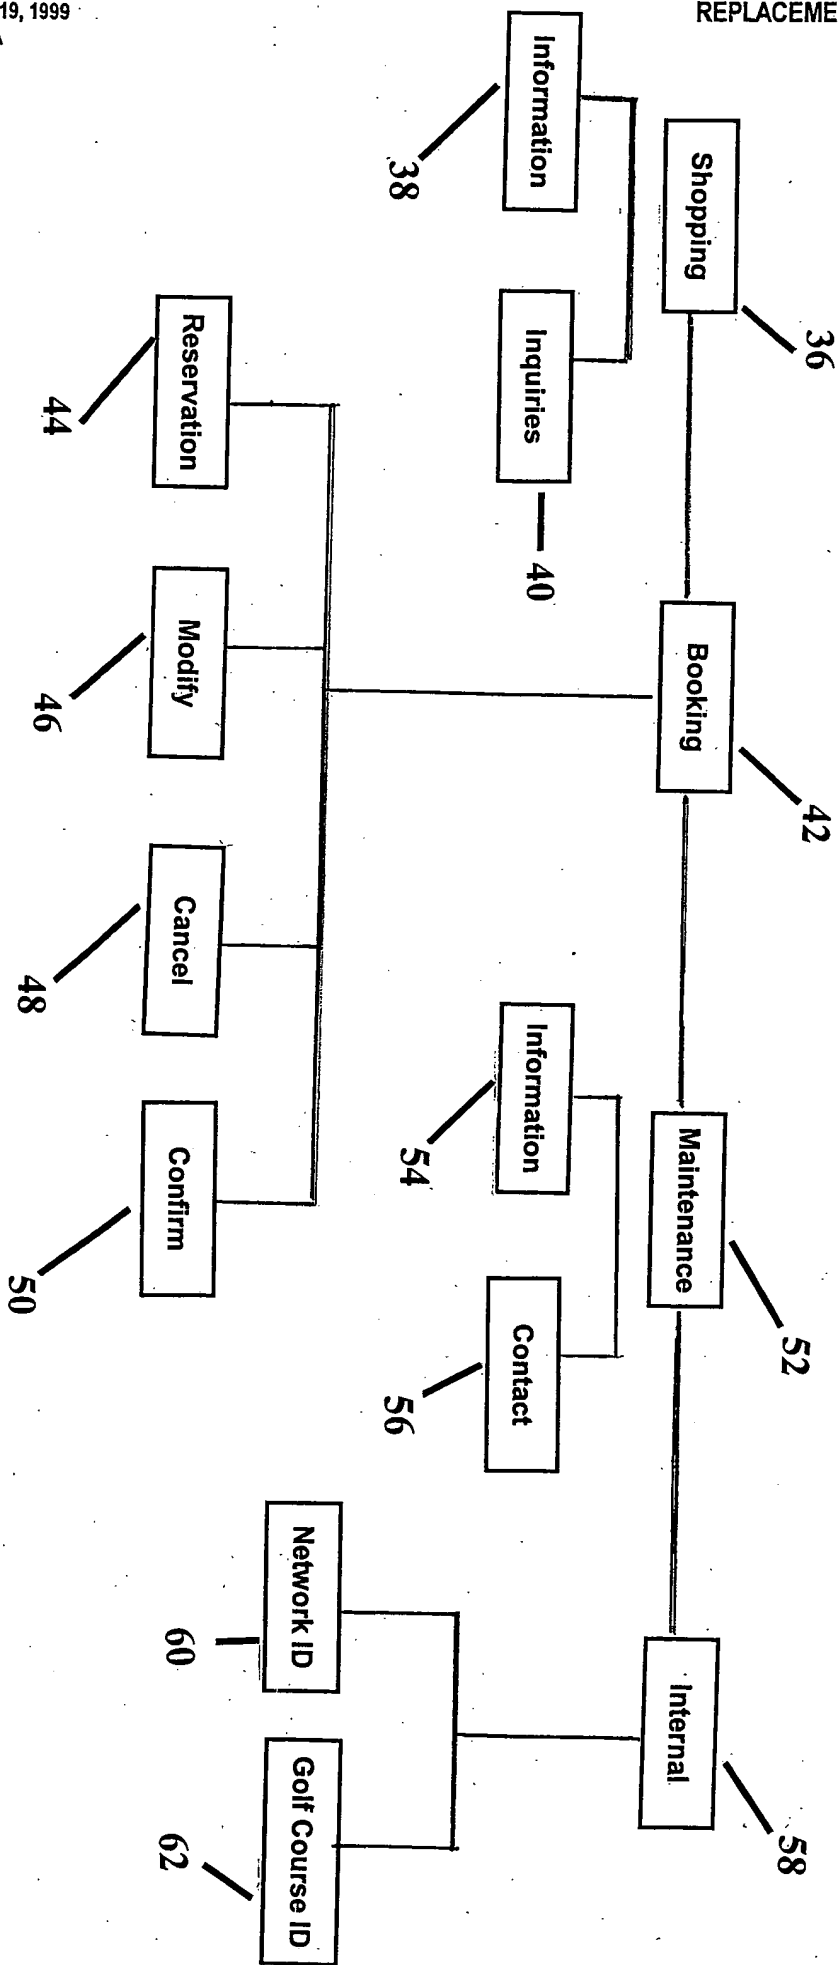 19, 1999
REPLACEME
Shopping
36
Booking
42
Maintenance
52
Internal
58
Information
38
Inquiries
40
Information
54
Contact
56
Reservation
44
Modify
46
Cancel
48
Confirm
50
Network ID
60
Golf Course ID
62